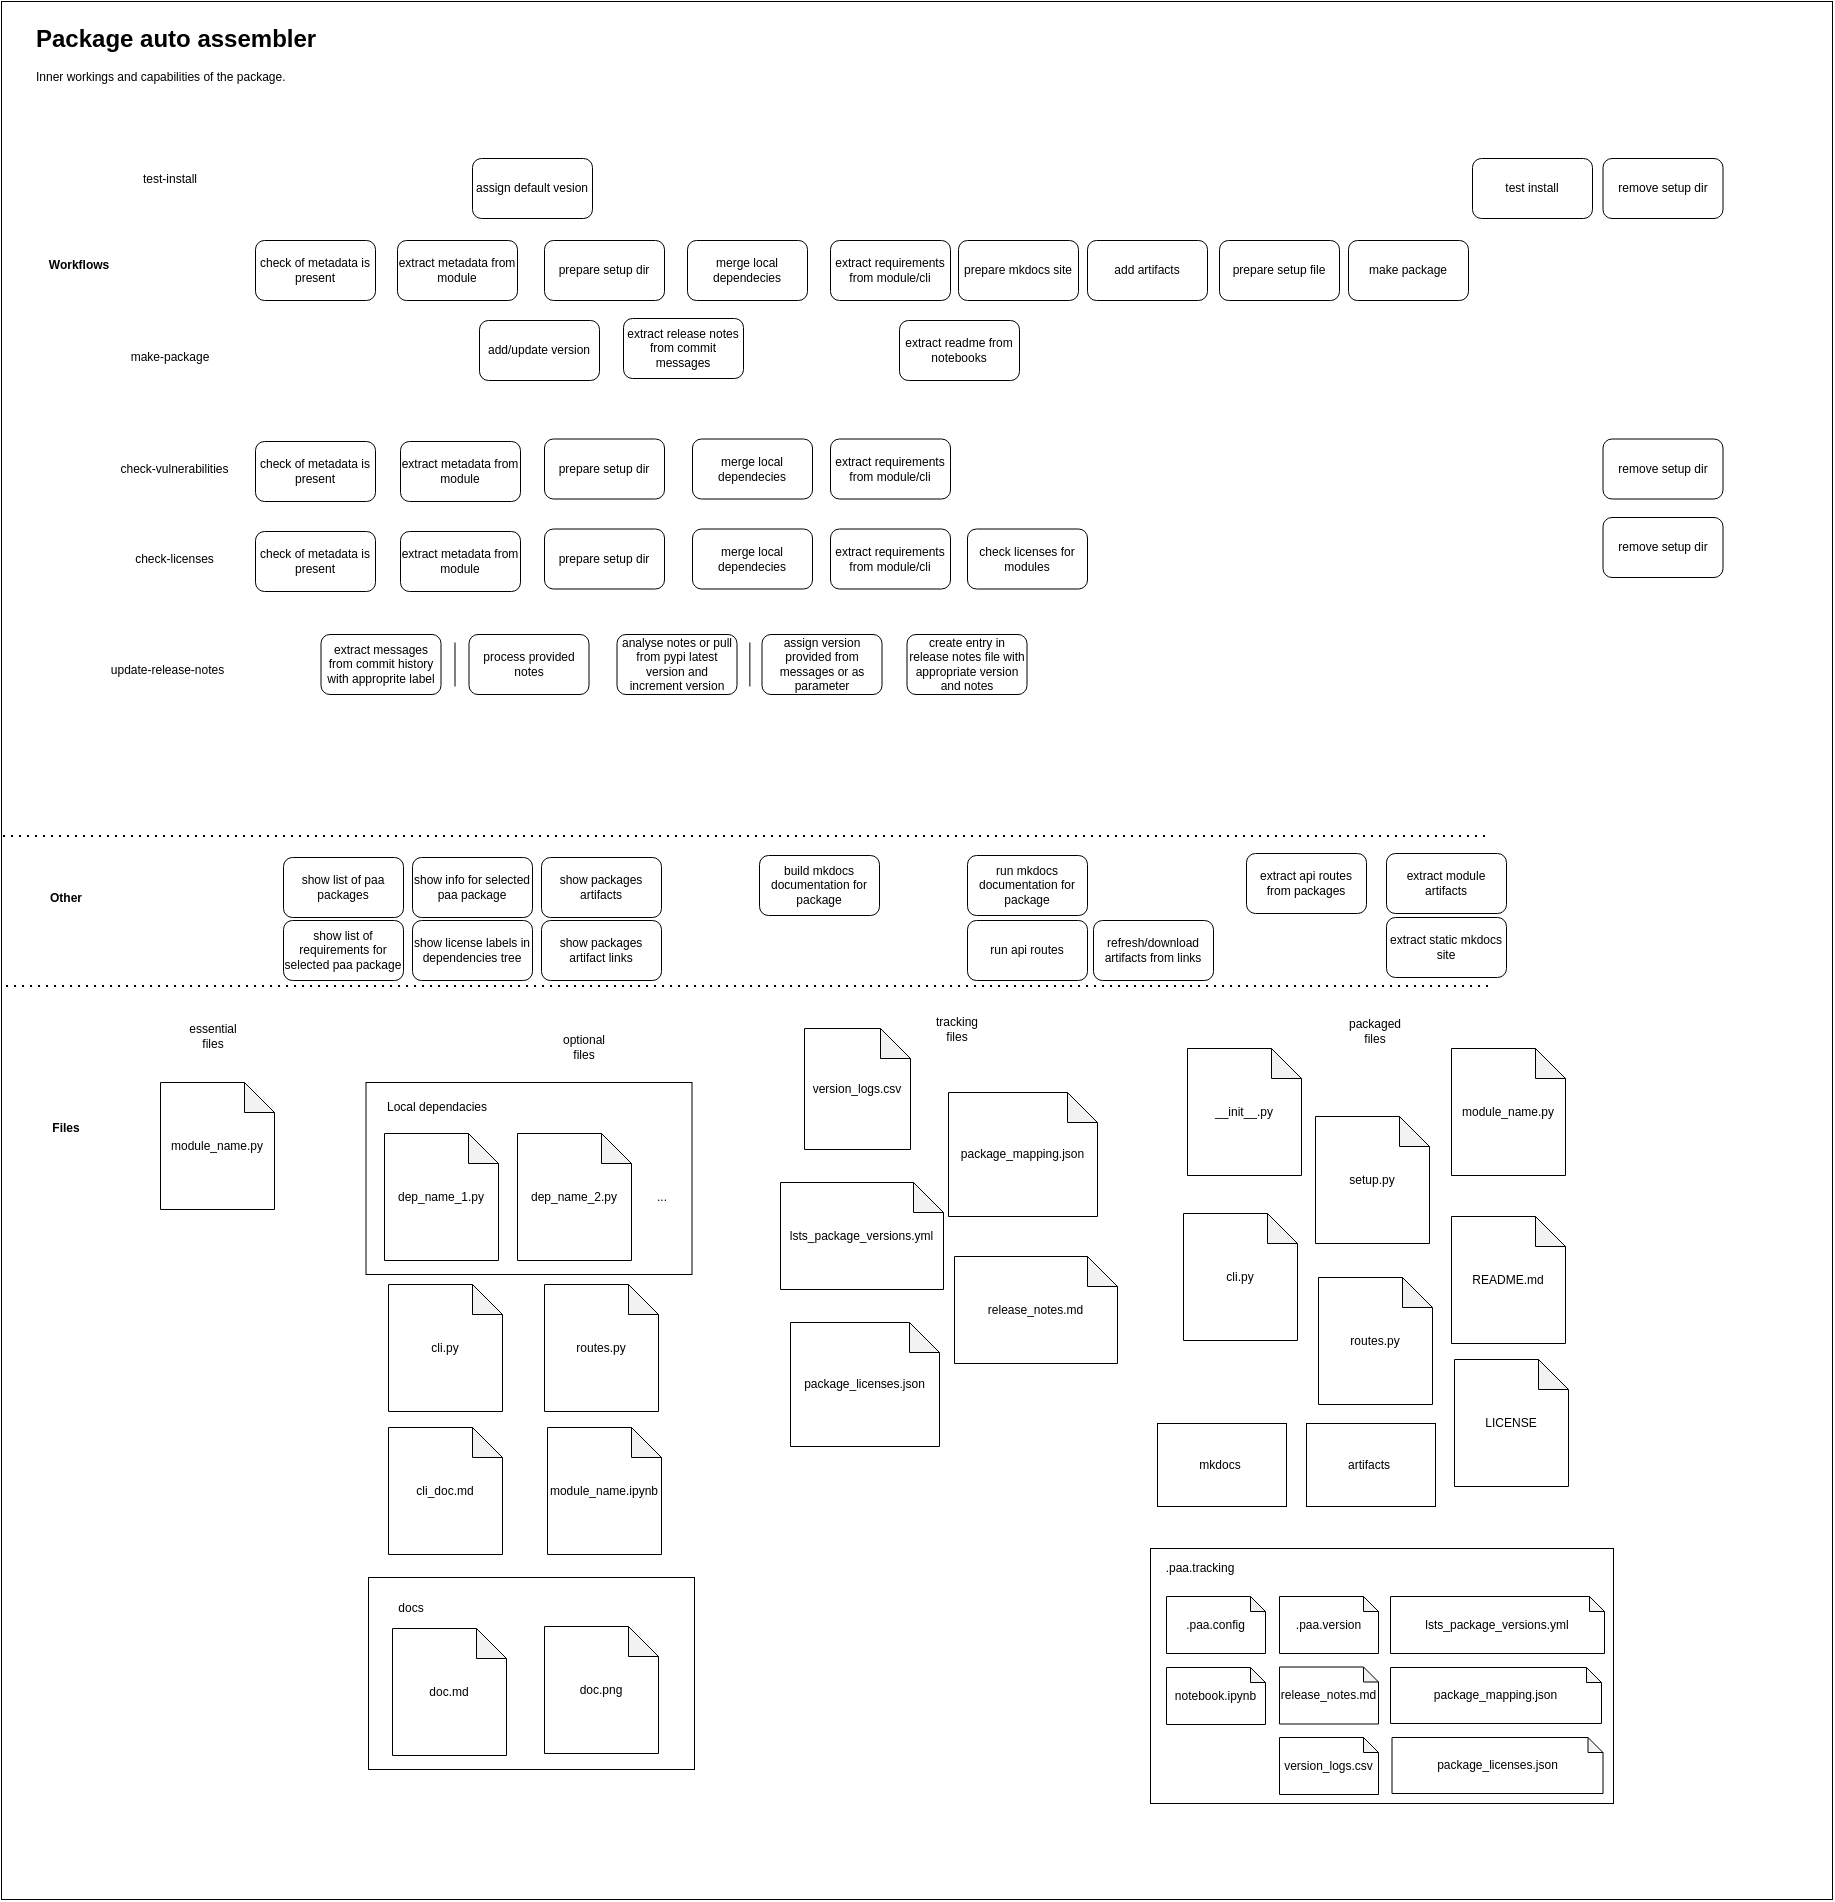 Package auto assembler
Inner workings and capabilities of the package.
test-install
assign default vesion
test install
remove setup dir
Workflows
check of metadata is
present
extract metadata from
module
prepare setup dir
merge local
dependecies
extract requirements
from module/cli
prepare mkdocs site
add artifacts
prepare setup file
make package
make-package
add/update version
extract release notes
from commit
messages
extract readme from
notebooks
check-vulnerabilities
check of metadata is
present
extract metadata from
module
prepare setup dir
merge local
dependecies
extract requirements
from module/cli
remove setup dir
check-licenses
check of metadata is
present
extract metadata from
module
prepare setup dir
merge local
dependecies
extract requirements
from module/cli
check licenses for
modules
remove setup dir
update-release-notes
extract messages
from commit history
with approprite label
process provided
notes
analyse notes or pull
from pypi latest
version and
increment version
assign version
provided from
messages or as
parameter
create entry in
release notes file with
appropriate version
and notes
Other
show list of paa
packages
show info for selected
paa package
show packages
artifacts
build mkdocs
documentation for
package
run mkdocs
documentation for
package
extract api routes
from packages
extract module
artifacts
show list of
requirements for
selected paa package
show license labels in
dependencies tree
show packages
artifact links
run api routes
refresh/download
artifacts from links
extract static mkdocs
site
Files
essential
files
module_name.py
optional
files
Local dependacies
dep_name_1.py
dep_name_2.py
...
cli.py
routes.py
cli_doc.md
module_name.ipynb
docs
doc.md
doc.png
tracking
files
version_logs.csv
package_mapping.json
lsts_package_versions.yml
release_notes.md
package_licenses.json
packaged
files
__init__.py
module_name.py
setup.py
cli.py
README.md
routes.py
LICENSE
mkdocs
artifacts
.paa.tracking
.paa.config
.paa.version
lsts_package_versions.yml
notebook.ipynb
release_notes.md
package_mapping.json
version_logs.csv
package_licenses.json